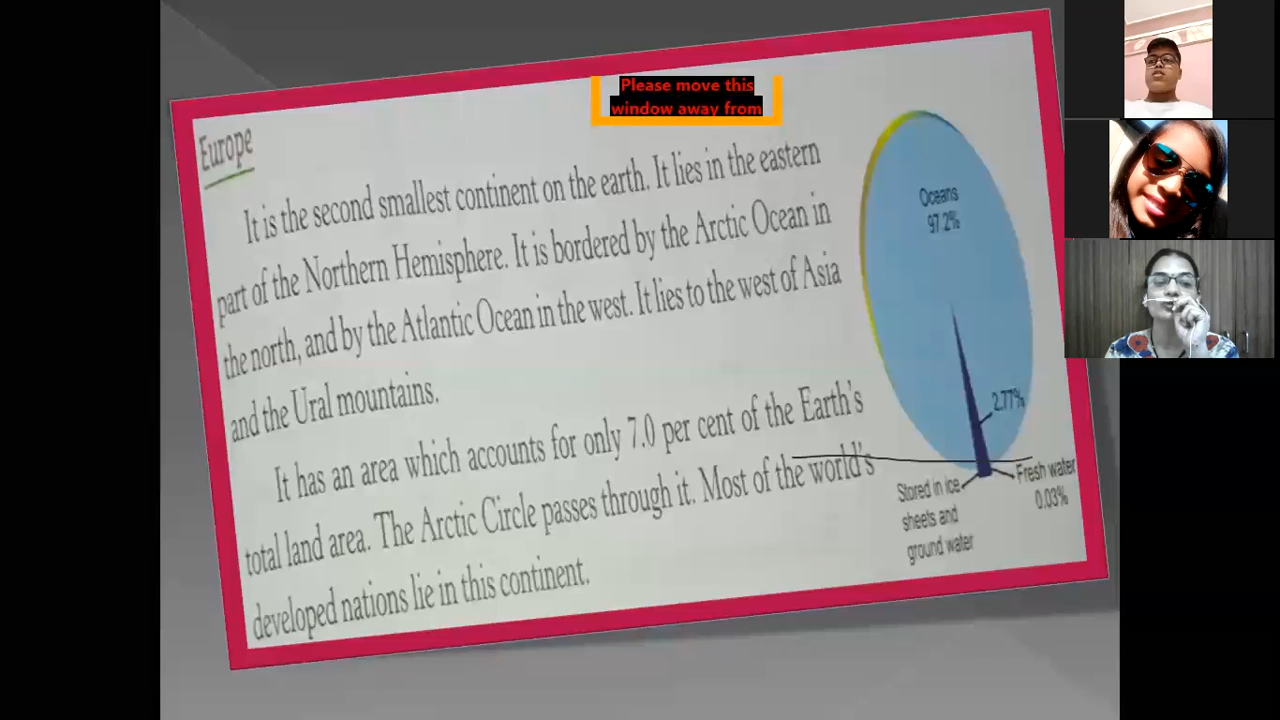 Please move this
window away from
Europe
It is the second smallest continent on the earth. It lies in the eastern
part of the Northern Hemisphere. It is bordered by the Arctic Ocean in
the north, and by the Atlantic Ocean in the west. It lies to the west of Asia
and the Ural mountains.
It has an area which accounts for only 7.0 per cent of the Earth's
total land area. The Arctic Circle passes through it. Most of the world's
developed nations lie in this continent.
Oceans
97.2%
2.77%
Stored in ice
sheets and
ground water
Fresh water
0.03%